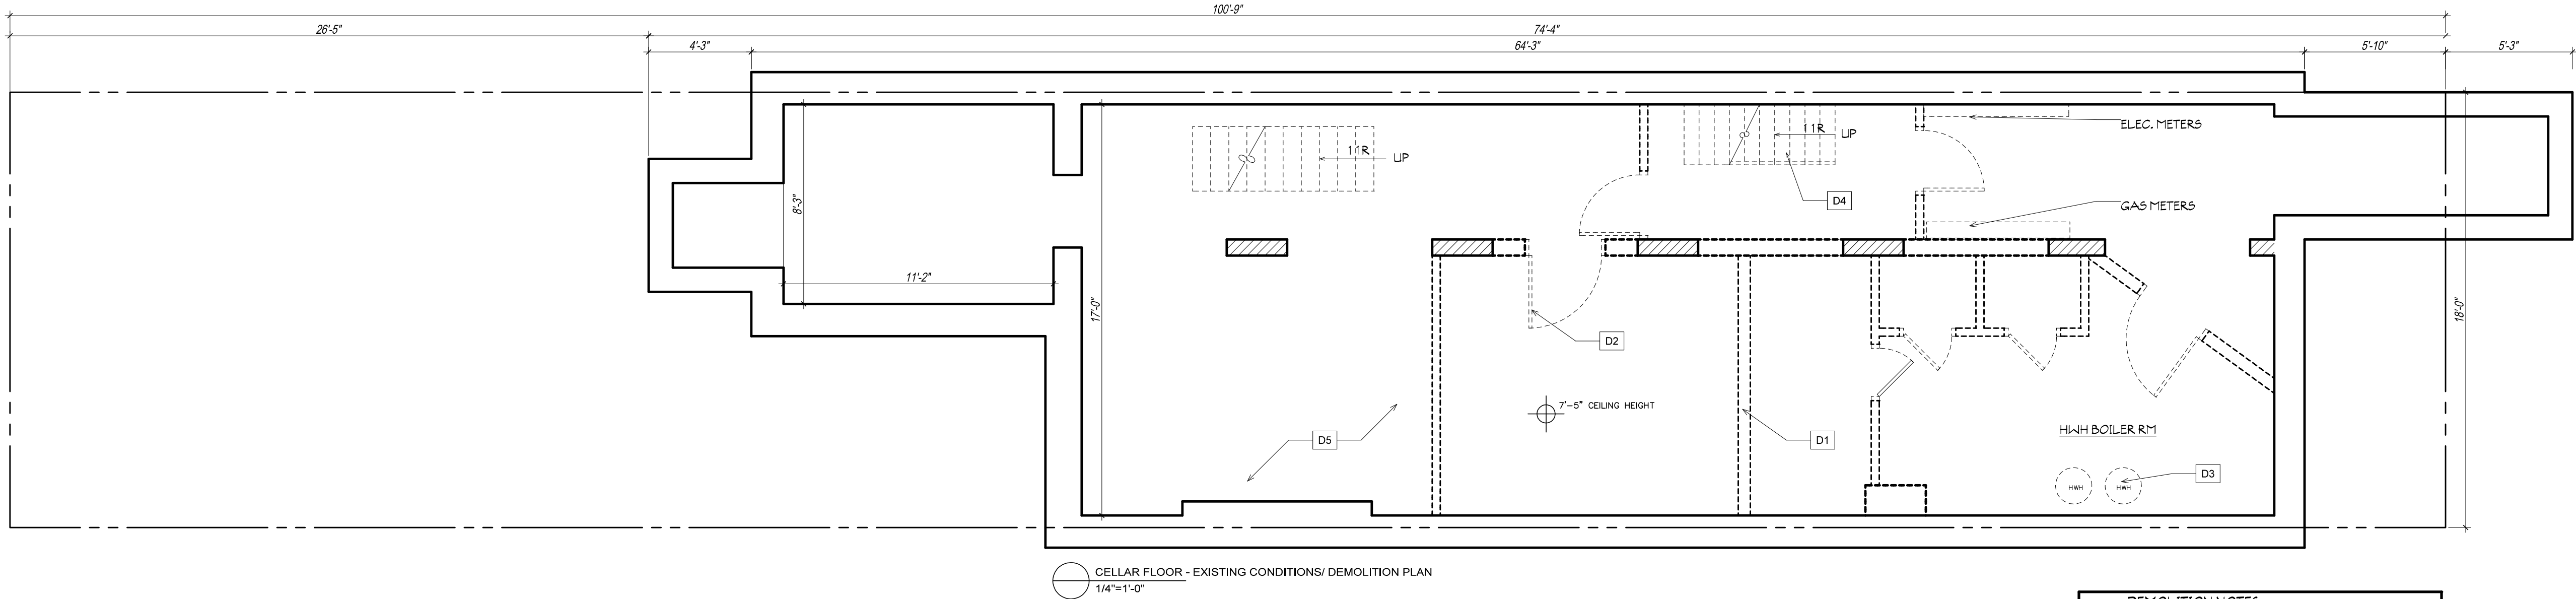 100'-9"
26'-5"
74'-4"
4'-3"
64'-3"
5'-10"
5'-3"
ELEC. METERS
11R UP
11R UP
D4
8'-3"
GAS METERS
11'-2"
17'-0"
18'-0"
D2
7'-5" CEILING HEIGHT
HWH BOILER RM
D5
D1
D3
HWH
HWH
CELLAR FLOOR - EXISTING CONDITIONS/ DEMOLITION PLAN
1/4"=1'-0"
DEMOLITION NOTES